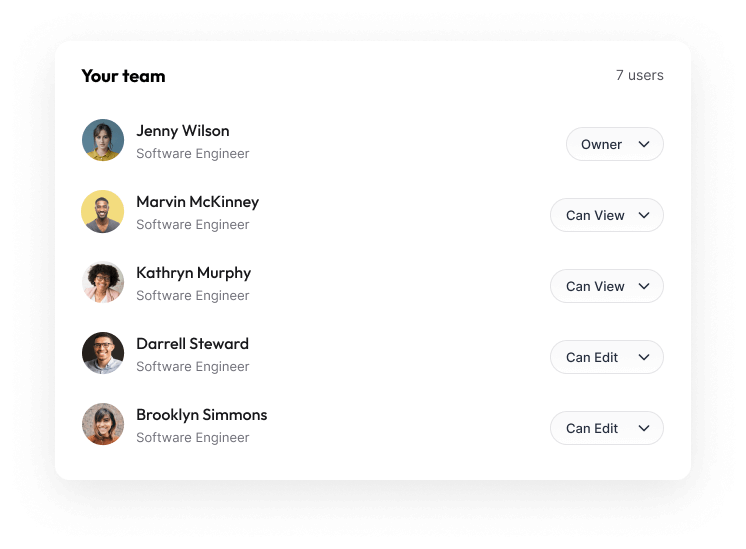 Your team
7 users
Jenny Wilson
Software Engineer
Owner
Marvin McKinney
Software Engineer
Can View
Kathryn Murphy
Software Engineer
Can View
Darrell Steward
Software Engineer
Can Edit
Brooklyn Simmons
Software Engineer
Can Edit